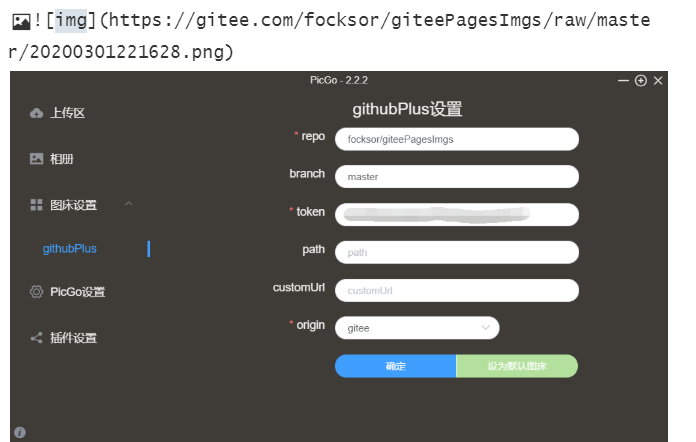 ![img](https://gitee.com/focksor/giteePagesImgs/raw/maste
r/20200301221628.png)
PicGo - 2.2.2
上传区
相册
图床设置
githubPlus
PicGo设置
插件设置
githubPlus设置
* repo focksor/giteePagesImgs
branch master
* token
path path
customUrl customUrl
* origin gitee
确定 设为默认图床